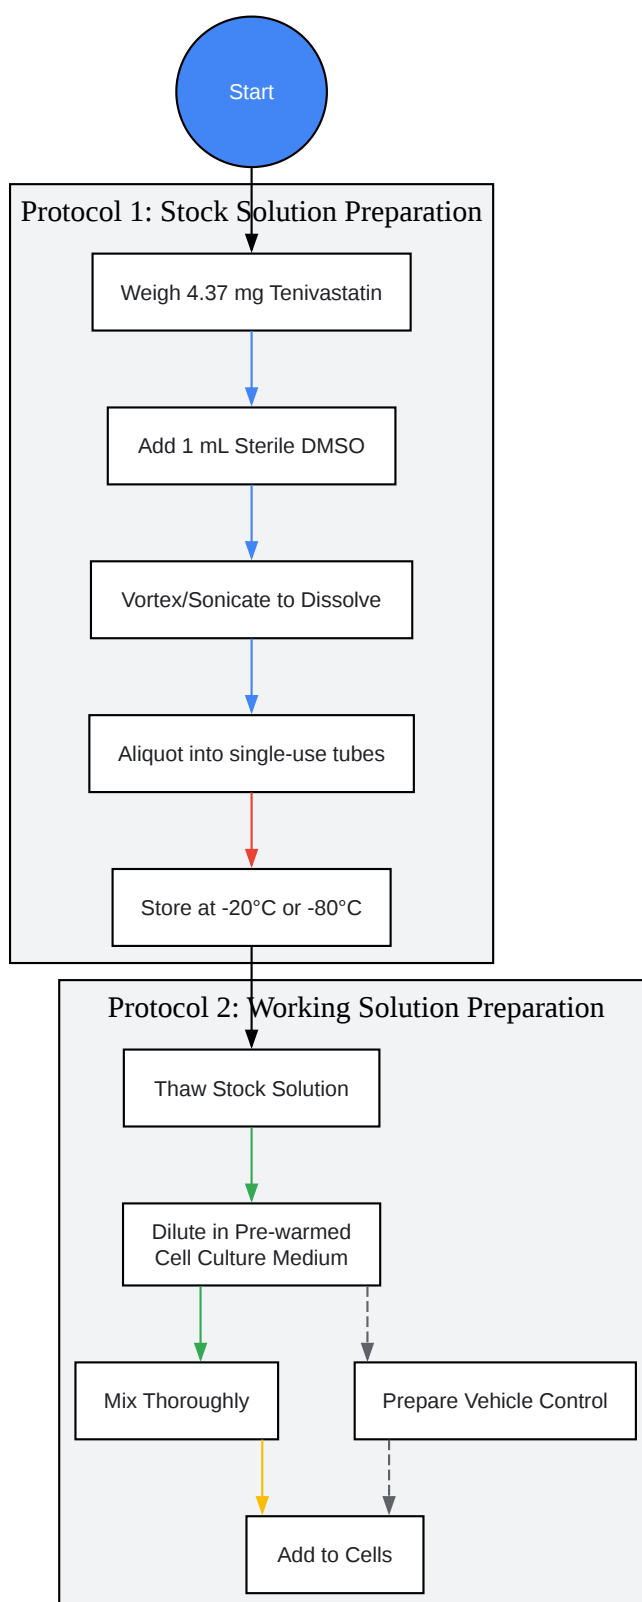 Start
Protocol 1: Stock Solution Preparation
Weigh 4.37 mg Tenivastatin
Add 1 mL Sterile DMSO
Vortex/Sonicate to Dissolve
Aliquot into single-use tubes
Store at -20°C or -80°C
Protocol 2: Working Solution Preparation
Thaw Stock Solution
Dilute in Pre-warmed
Cell Culture Medium
Mix Thoroughly
Prepare Vehicle Control
Add to Cells